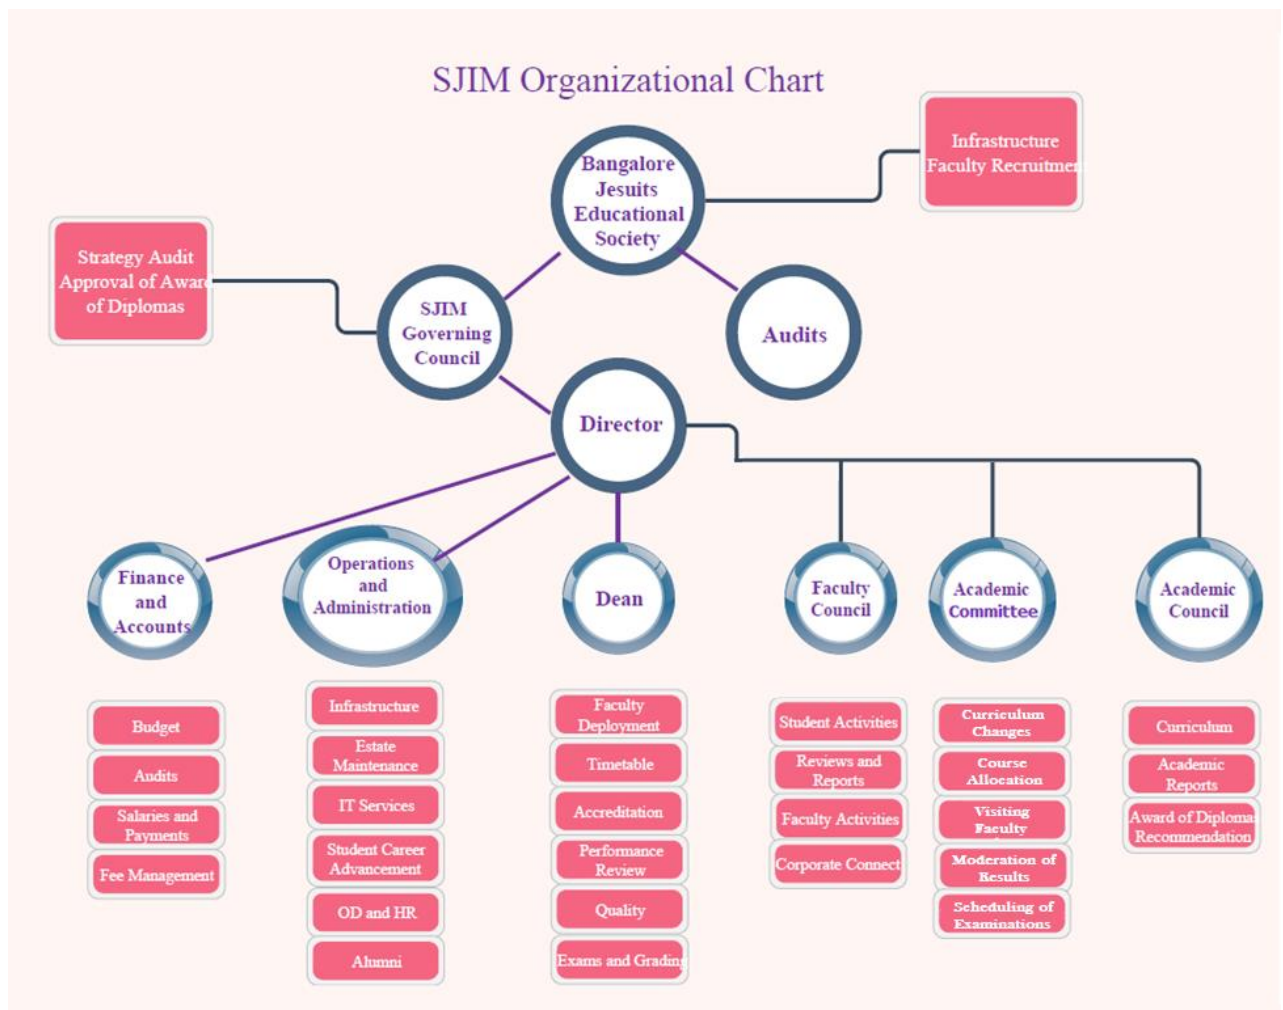 SJIM Organizational Chart
Infrastructure
Faculty Recruitmen
Bangalore
Jesuits
Educational
Society
Strategy Audit
Approval of Award
of Diplomas
SJIM
Governing
Council
Audits
Director
Finance
and
Accounts
Operations
and
Administration
Dean
Faculty
Council
Academic
Committee
Academic
Council
Budget
Audits
Salaries and
Payments
Fee Management
Infrastructure
Estate
Maintenance
IT Services
Student Career
Advancement
OD and HR
Alumni
Faculty
Deployment
Timetable
Accreditation
Performance
Review
Quality
Exams and Grading
Student Activities
Reviews and
Reports
Faculty Activities
Corporate Connect
Curriculum
Changes
Course
Allocation
Visiting
Faculty
Moderation of
Results
Scheduling of
Examinations
Curriculum
Academic
Reports
Award of Diplomas
Recommendation